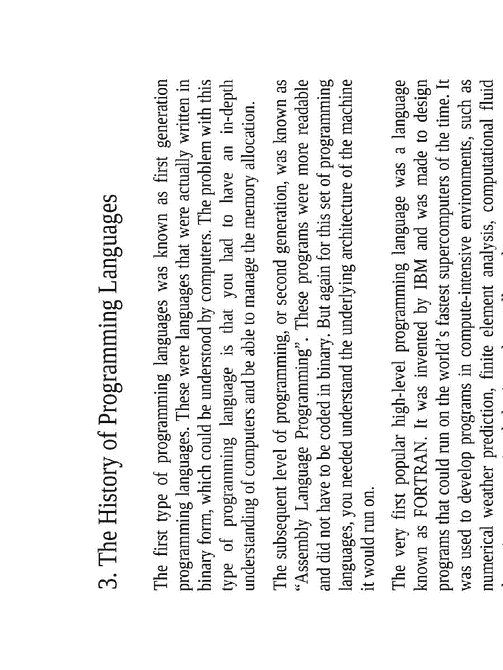 3. The History of Programming Languages
The first type of programming languages was known as first generation
programming languages. These were languages that were actually written in
binary form, which could be understood by computers. The problem with this
type of programming language is that you had to have an in-depth
understanding of computers and be able to manage the memory allocation.
The subsequent level of programming, or second generation, was known as
“Assembly Language Programming”. These programs were more readable
and did not have to be coded in binary. But again for this set of programming
languages, you needed understand the underlying architecture of the machine
it would run on.
The very first popular high-level programming language was a language
known as FORTRAN. It was invented by IBM and was made to design
programs that could run on the world’s fastest supercomputers of the time. It
was used to develop programs in compute-intensive environments, such as
numerical weather prediction, finite element analysis, computational fluid